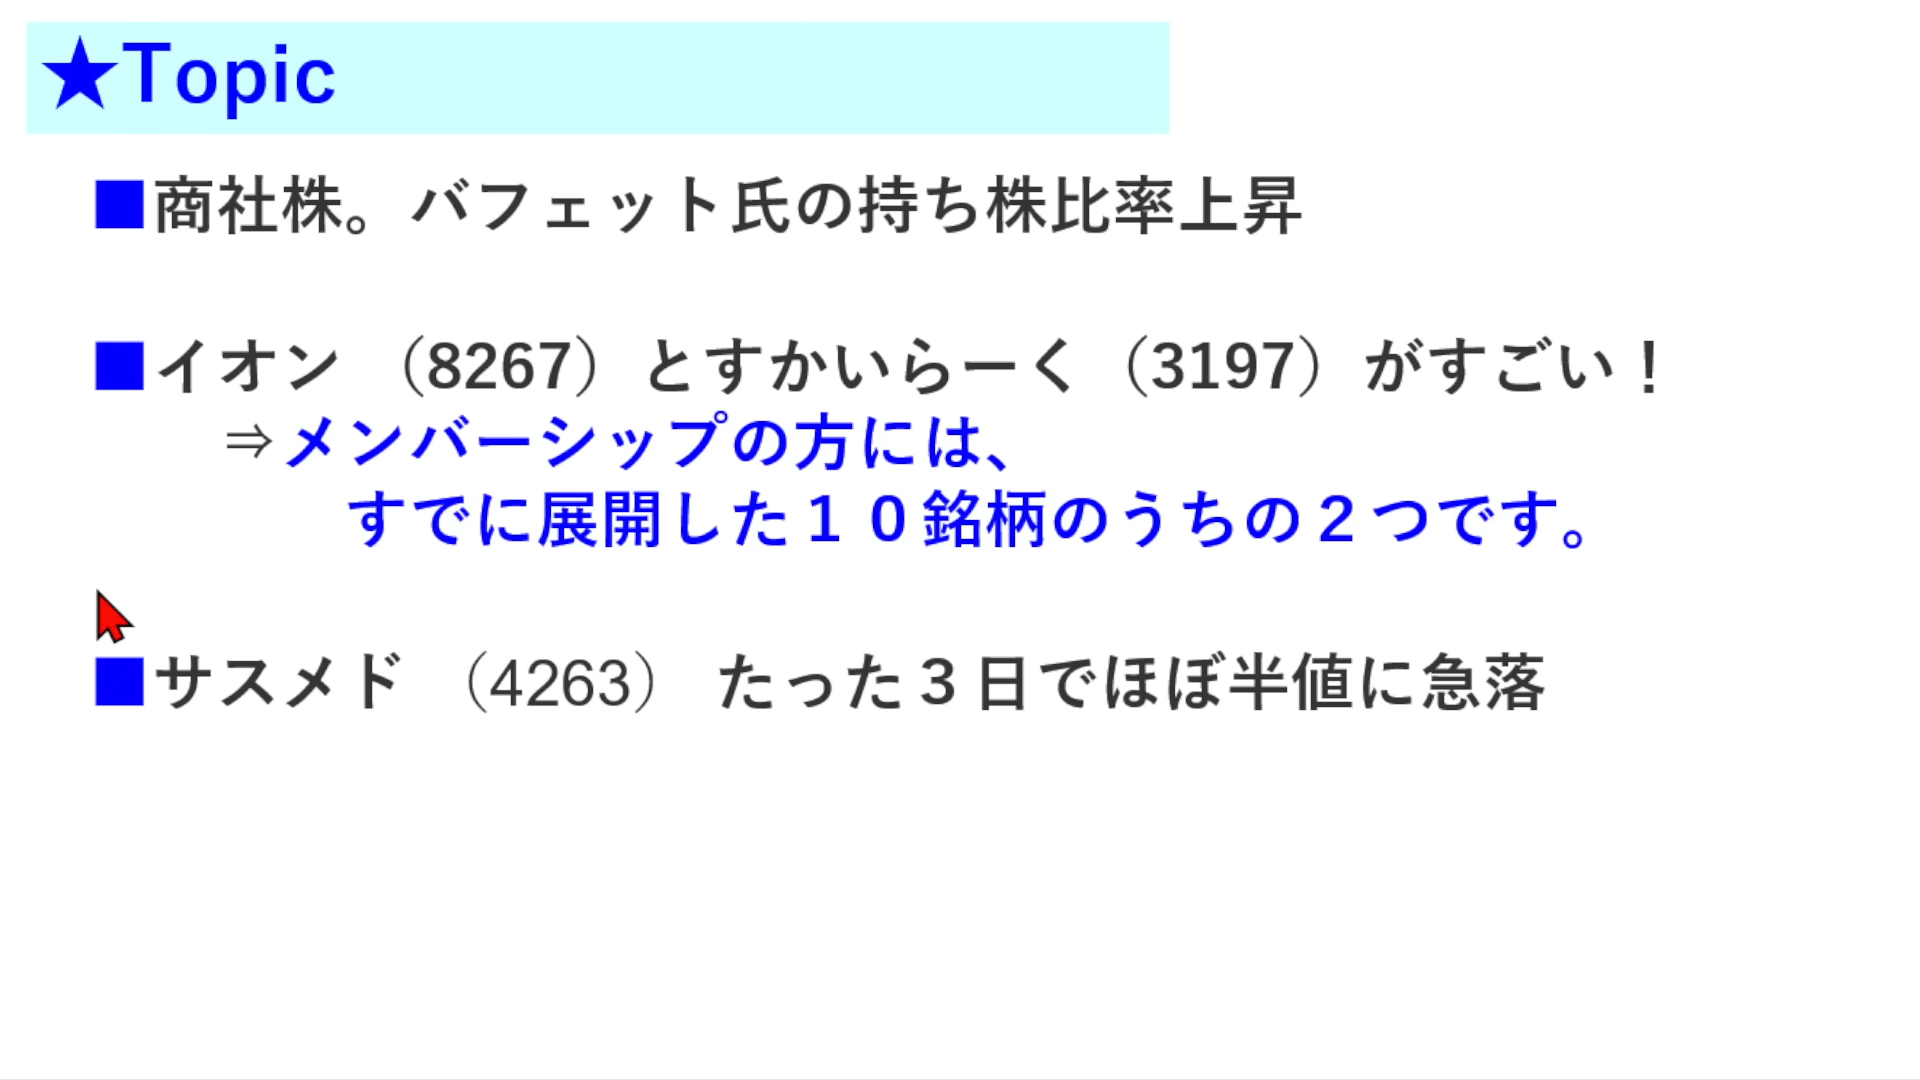 ★Topic
■商社株。バフェット氏の持ち株比率上昇
■イオン（8267）とすかいらーく（3197）がすごい！
⇒メンバーシップの方には、
すでに展開した１０銘柄のうちの２つです。
■サスメド（4263） たった３日でほぼ半値に急落